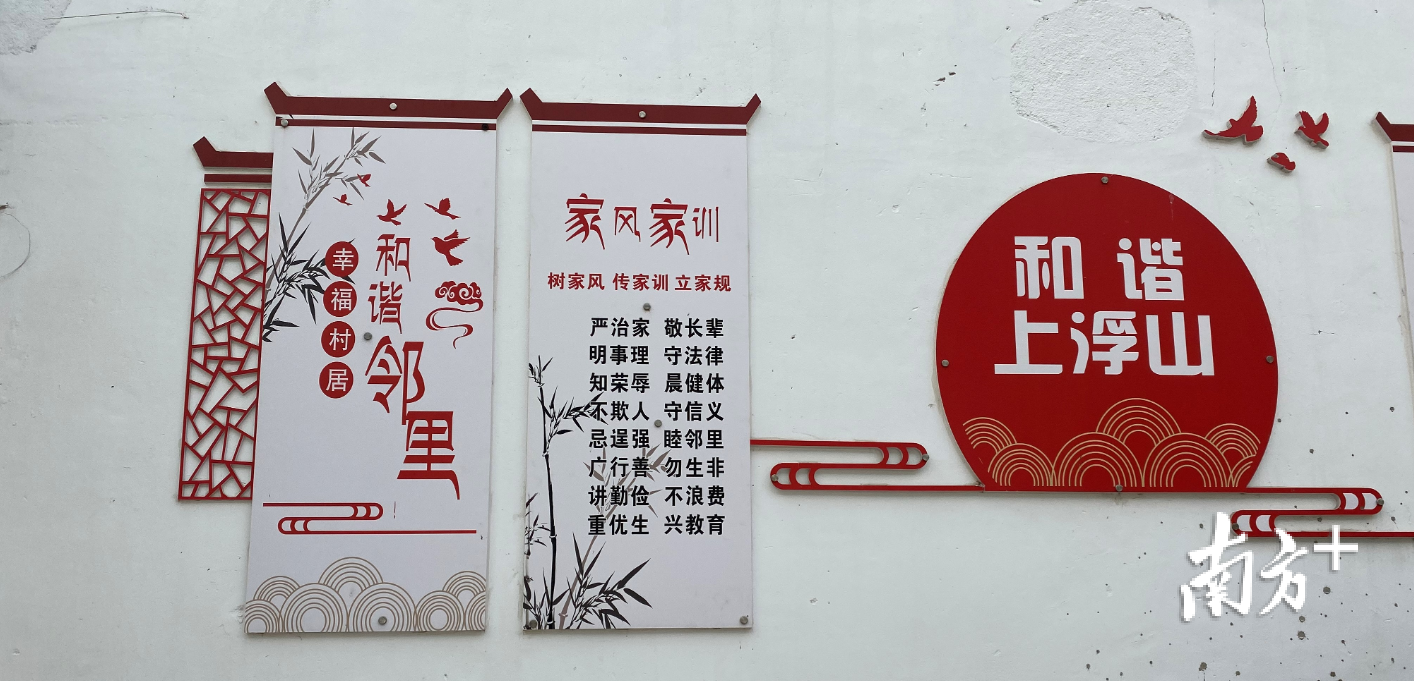 幸福村居
和谐
邻里
家风家训
树家风 传家训 立家规
严治家 敬长辈
明事理 守法律
知荣辱 晨健体
不欺人 守信义
忌逞强 睦邻里
广行善 勿生非
讲勤俭 不浪费
重优生 兴教育
和谐
上浮山
南方+